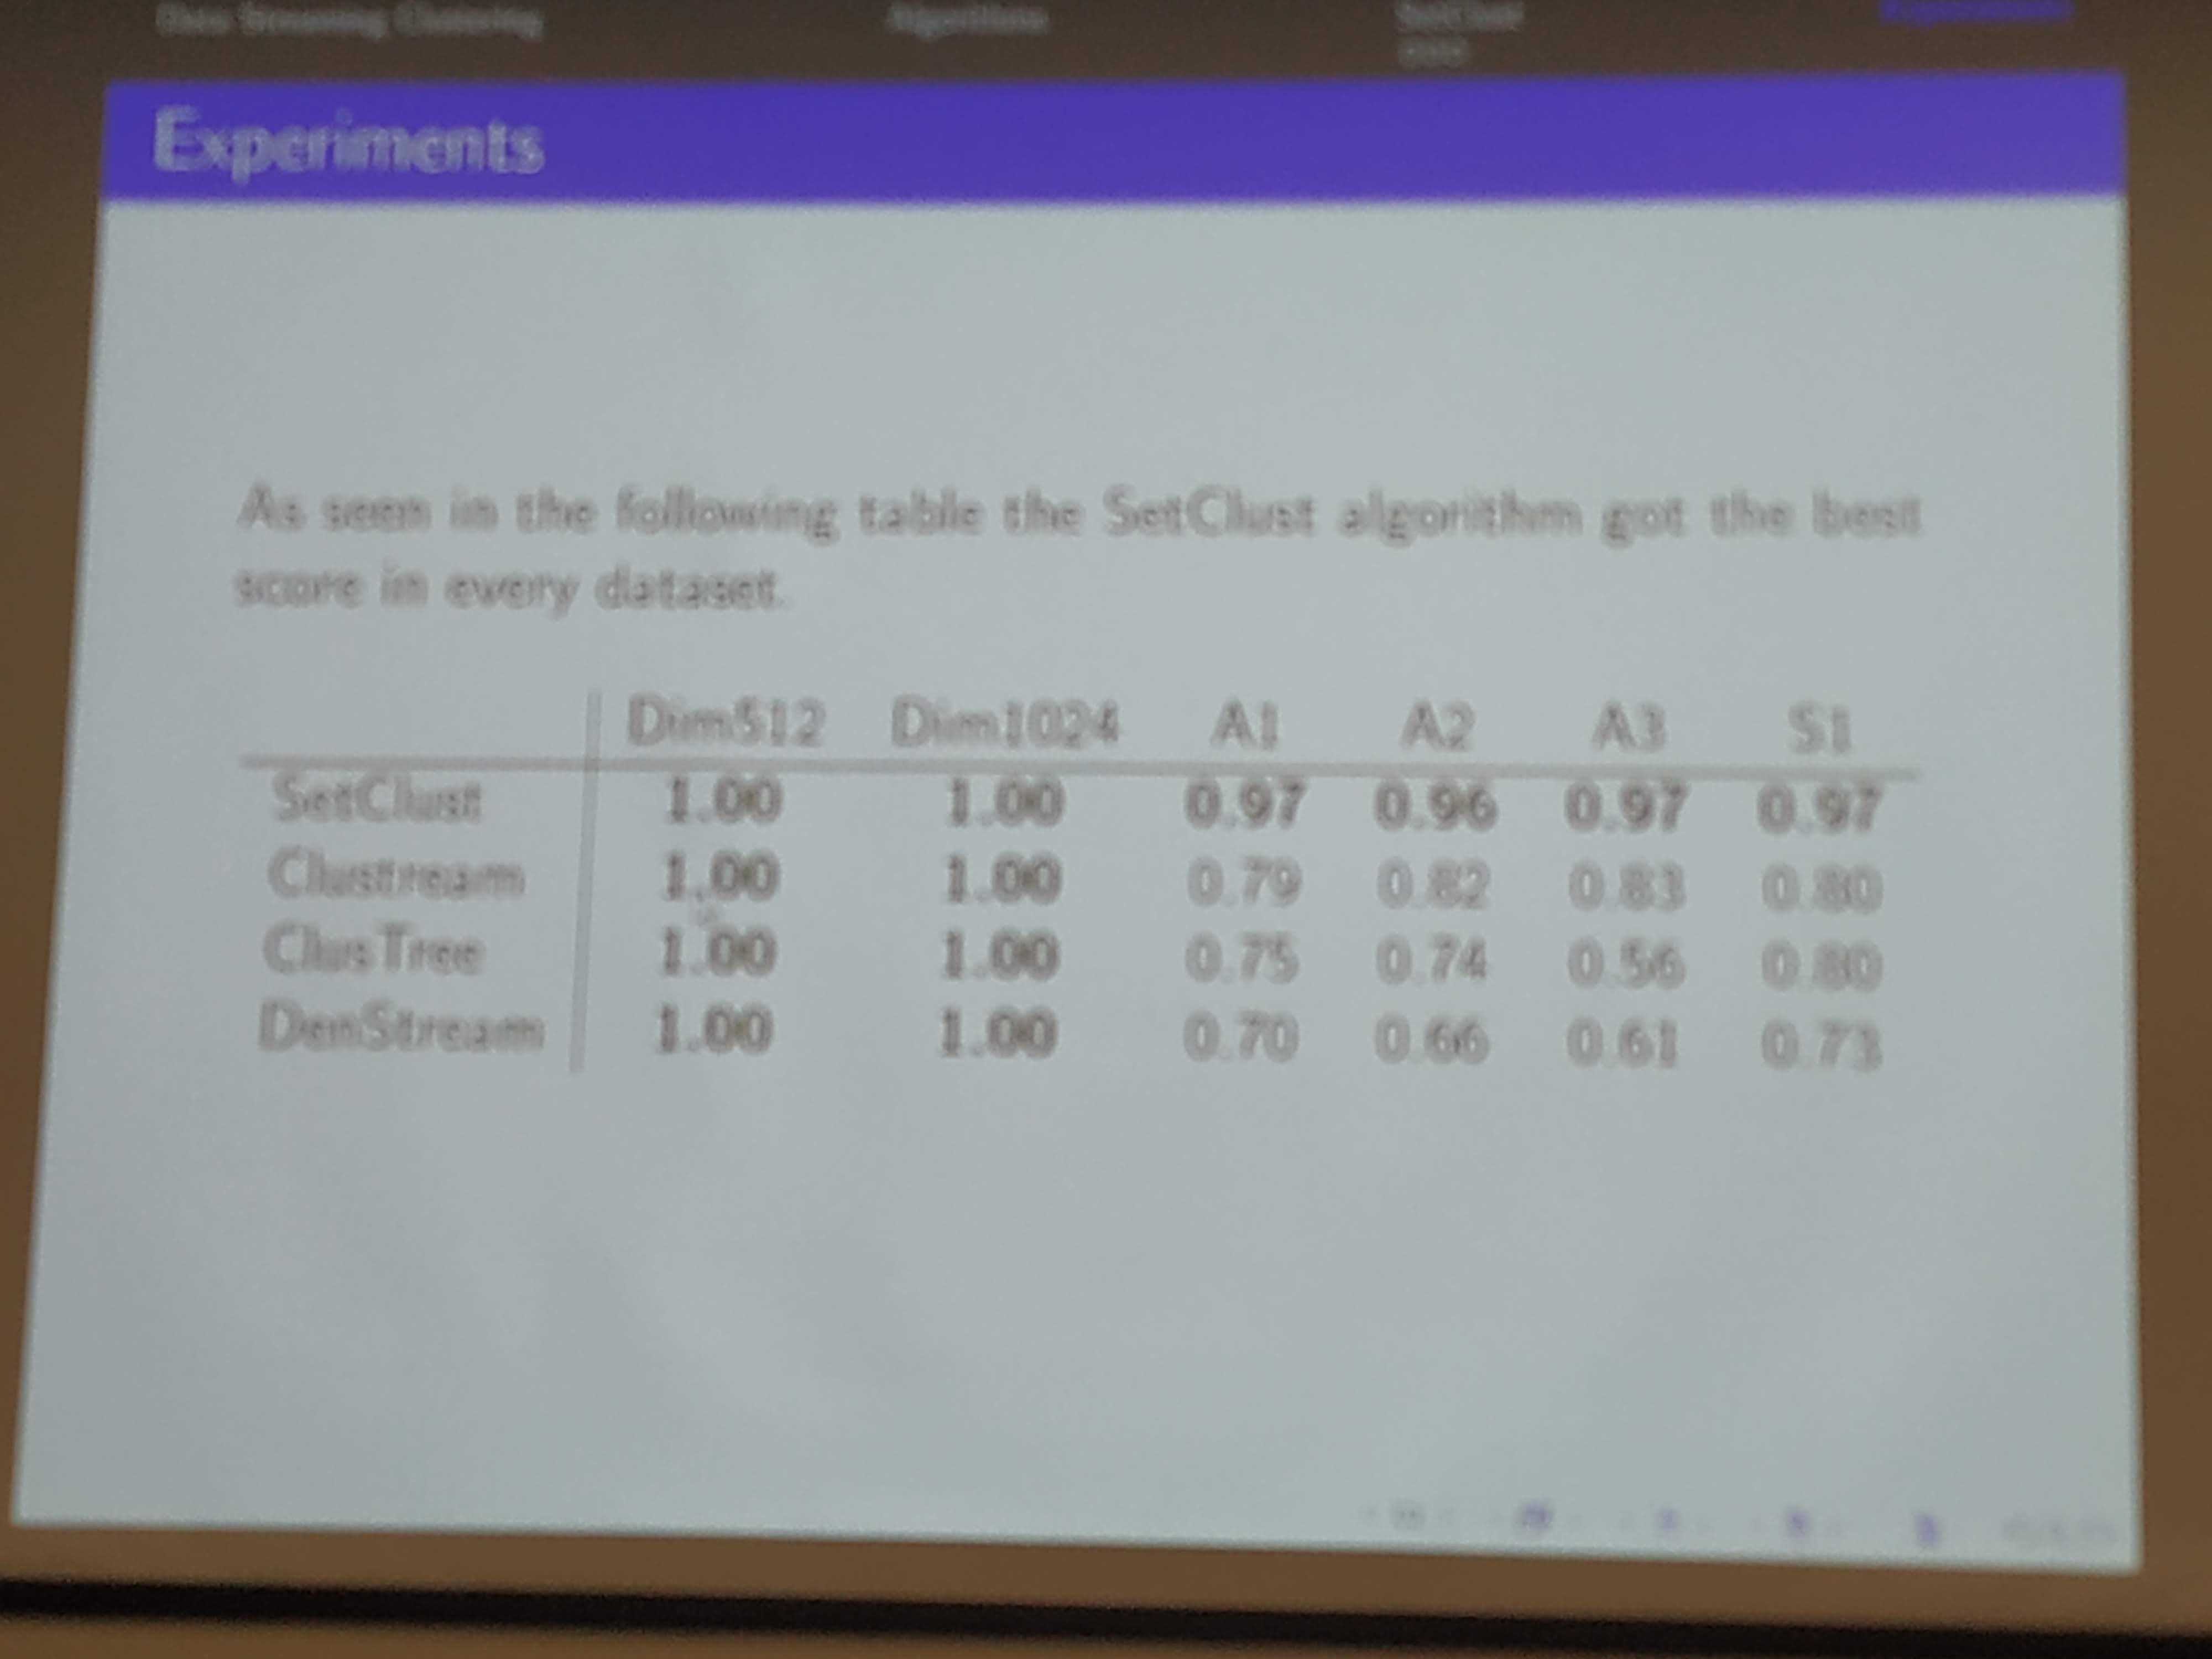 Data Streaming Clustering Algorithms SetClust Experiments
Experiments
As seen in the following table the SetClust algorithm got the best
score in every dataset.
Dim512 Dim1024 A1 A2 A3 S1
SetClust 1.00 1.00 0.97 0.96 0.97 0.97
Clustream 1.00 1.00 0.79 0.82 0.83 0.80
ClusTree 1.00 1.00 0.75 0.74 0.56 0.80
DenStream 1.00 1.00 0.70 0.66 0.61 0.73